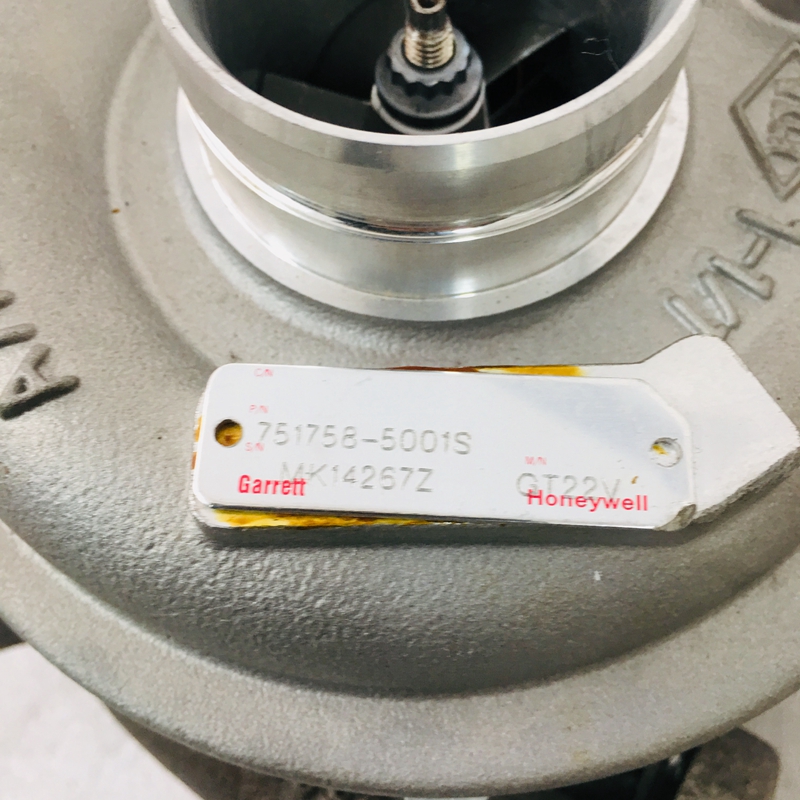 C/N
P/N
751758-5001S
S/N
M/N
MK14267Z
GT22V
Garrett
Honeywell